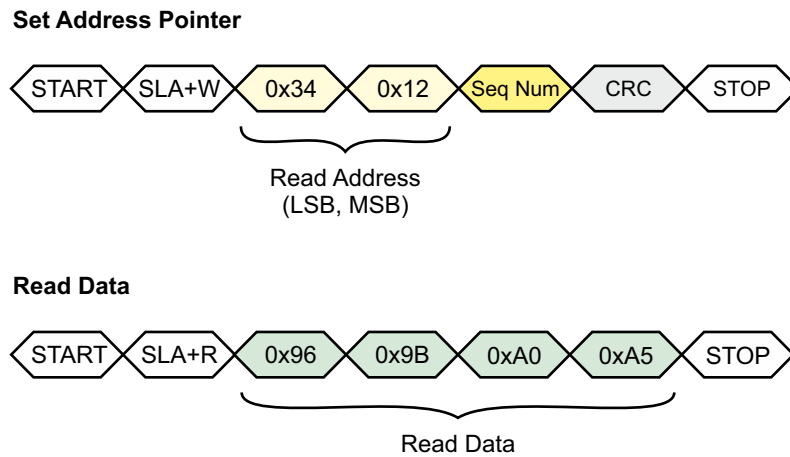 Set Address Pointer
START SLA+W 0x34 0x12 Seq Num CRC STOP
Read Address
(LSB, MSB)
Read Data
START SLA+R 0x96 0x9B 0xA0 0xA5 STOP
Read Data